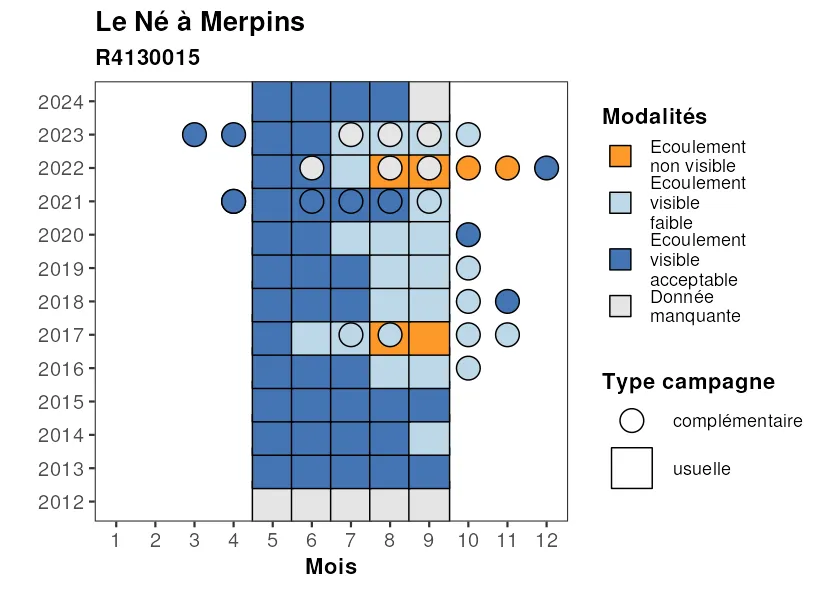 Le Né à Merpins
R4130015
2024
2023
2022
2021
2020
2019
2018
2017
2016
2015
2014
2013
2012
1 2 3 4 5 6 7 8 9 10 11 12
Mois
Modalités
Ecoulement
non visible
Ecoulement
visible
faible
Ecoulement
visible
acceptable
Donnée
manquante
Type campagne
complémentaire
usuelle